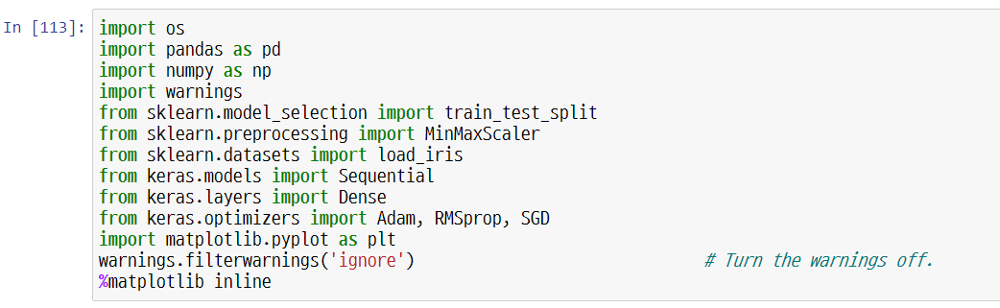 In [113]: import os
import pandas as pd
import numpy as np
import warnings
from sklearn.model_selection import train_test_split
from sklearn.preprocessing import MinMaxScaler
from sklearn.datasets import load_iris
from keras.models import Sequential
from keras.layers import Dense
from keras.optimizers import Adam, RMSprop, SGD
import matplotlib.pyplot as plt
warnings.filterwarnings('ignore') # Turn the warnings off.
%matplotlib inline